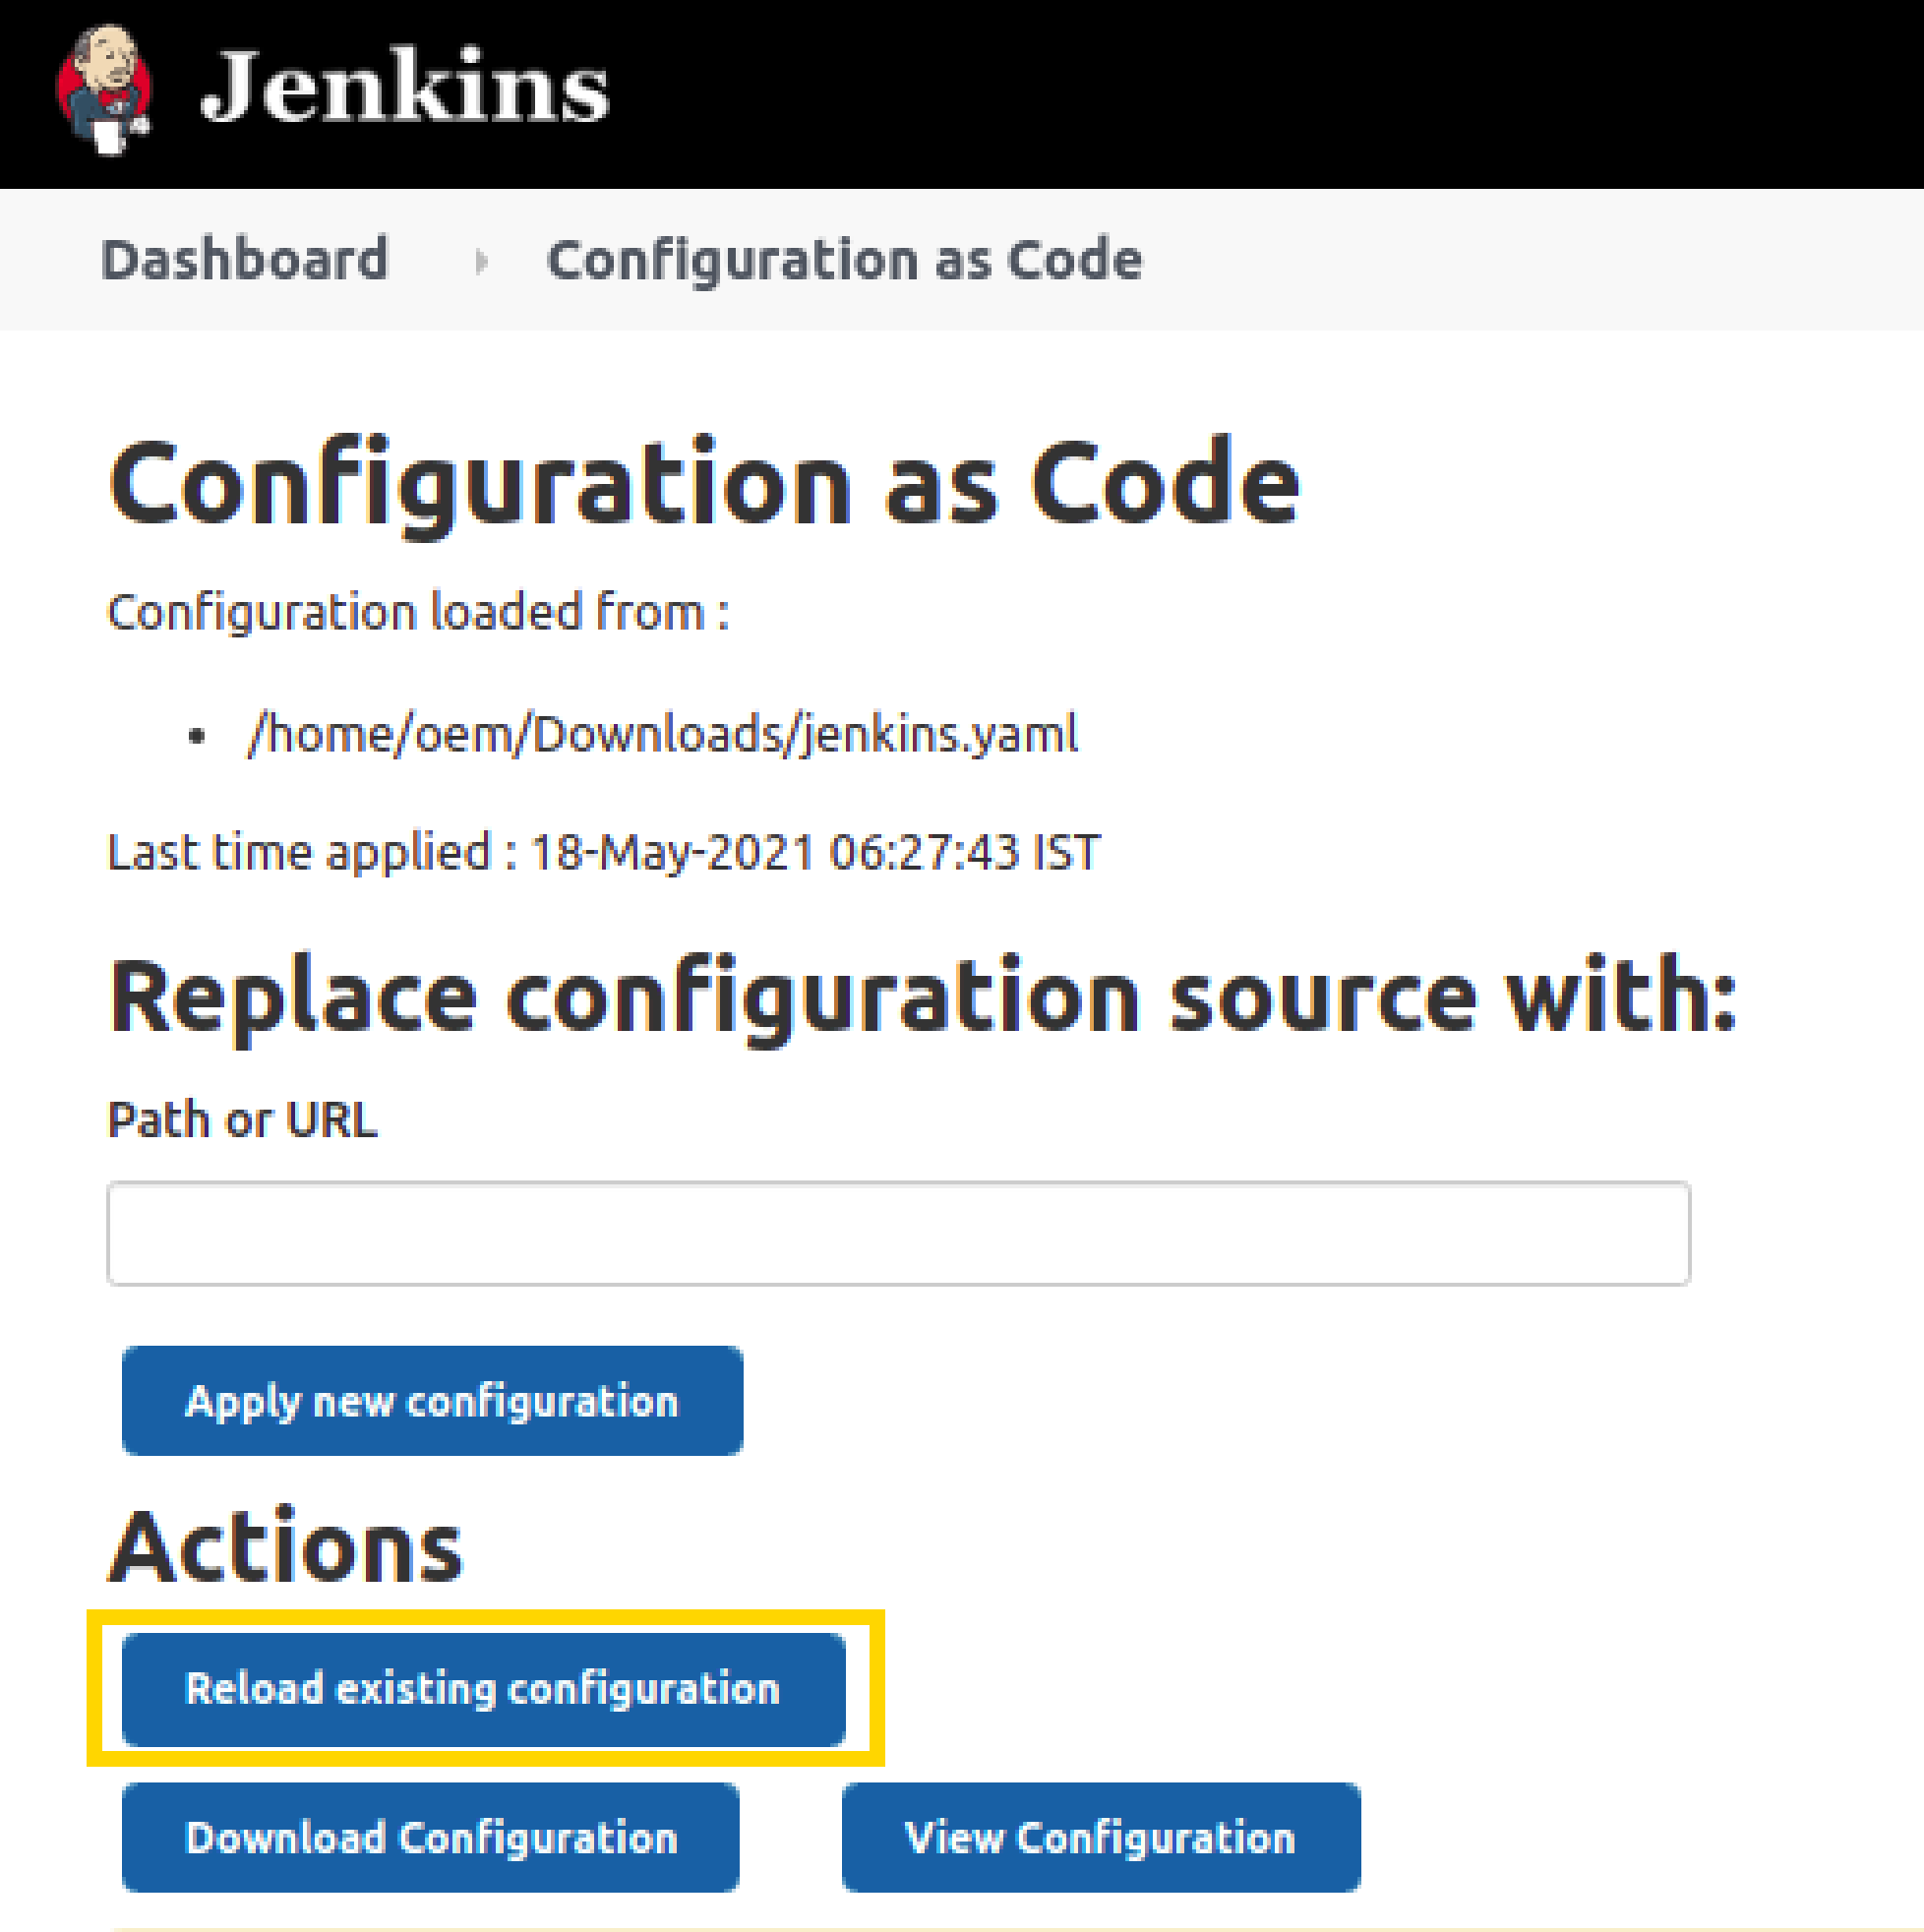 Jenkins
Dashboard Configuration as Code
Configuration as Code
Configuration loaded from :
• /home/oem/Downloads/jenkins.yaml
Last time applied : 18-May-2021 06:27:43 IST
Replace configuration source with:
Path or URL
Apply new configuration
Actions
Reload existing configuration
Download Configuration View Configuration